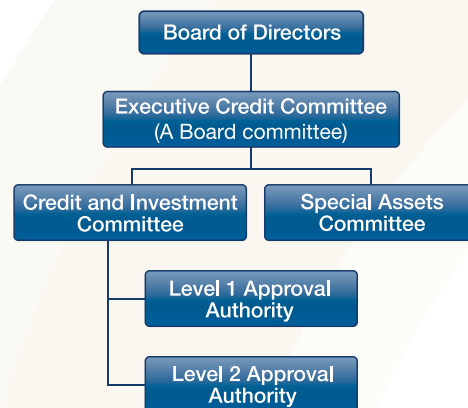 Board of Directors
Executive Credit Committee
(A Board committee)
Credit and Investment
Committee
Special Assets
Committee
Level 1 Approval
Authority
Level 2 Approval
Authority